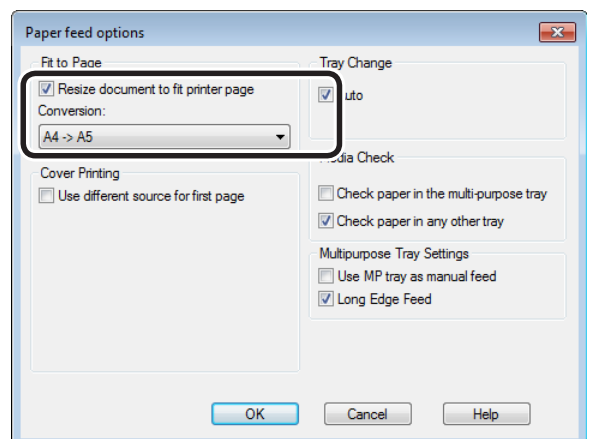 Paper feed options
Fit to Page
Resize document to fit printer page
Conversion:
A4 -> A5
Cover Printing
Use different source for first page
Tray Change
uto
Media Check
Check paper in the multi-purpose tray
Check paper in any other tray
Multipurpose Tray Settings
Use MP tray as manual feed
Long Edge Feed
OK
Cancel
Help